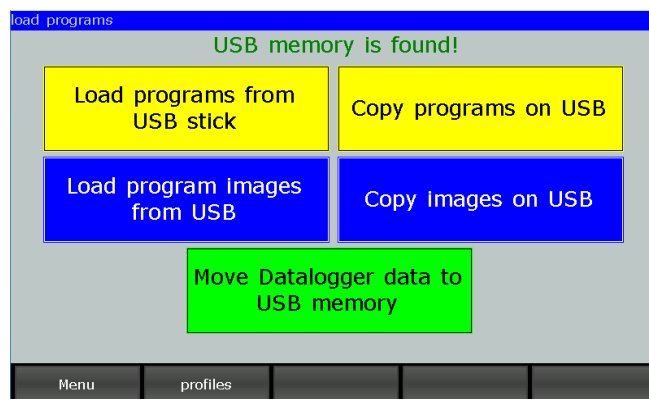 load programs
USB memory is found!
Load programs from
USB stick
Copy programs on USB
Load program images
from USB
Copy images on USB
Move Datalogger data to
USB memory
Menu
profiles